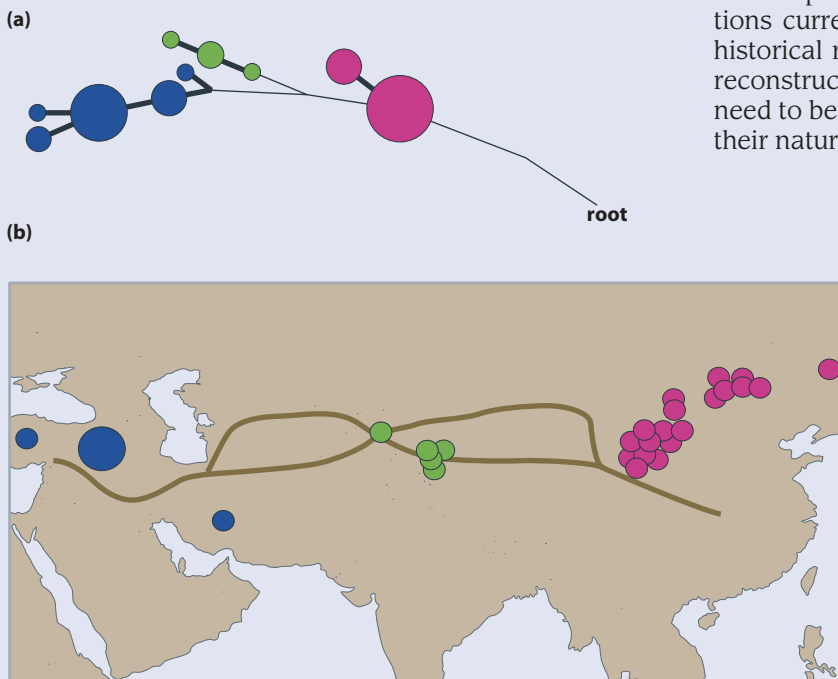 (a)
tions curre
historical r
reconstruc
need to be
their natur
root
(b)